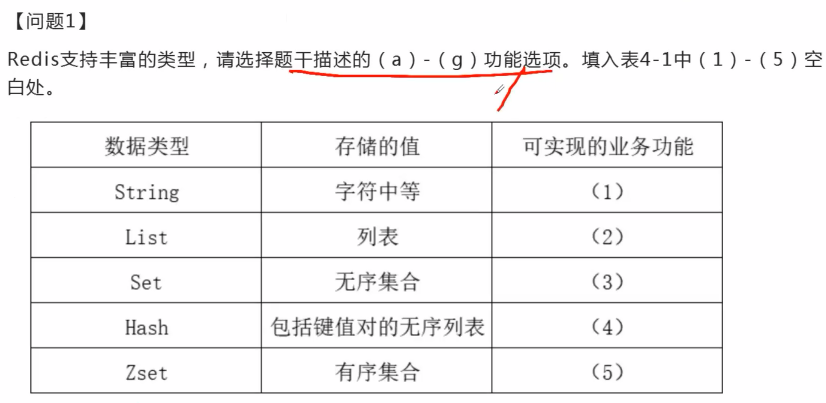 【问题1】
Redis支持丰富的类型，请选择题干描述的（a）-（g）功能选项。填入表4-1中（1）-（5）空
白处。
数据类型 存储的值 可实现的业务功能
String 字符中等 （1）
List 列表 （2）
Set 无序集合 （3）
Hash 包括键值对的无序列表 （4）
Zset 有序集合 （5）